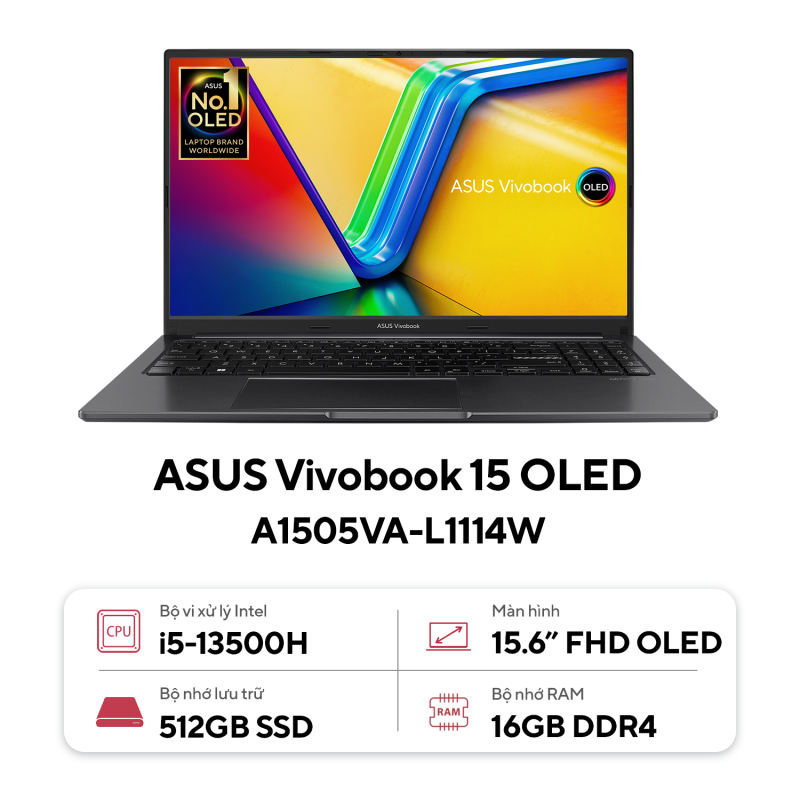 ASUS
No.1
OLED
LAPTOP BRAND
WORLDWIDE
ASUS Vivobook OLED
ASUS Vivobook
ASUS Vivobook 15 OLED
A1505VA-L1114W
CPU
Bộ vi xử lý Intel
i5-13500H
Màn hình
15.6” FHD OLED
Bộ nhớ lưu trữ
512GB SSD
RAM
Bộ nhớ RAM
16GB DDR4